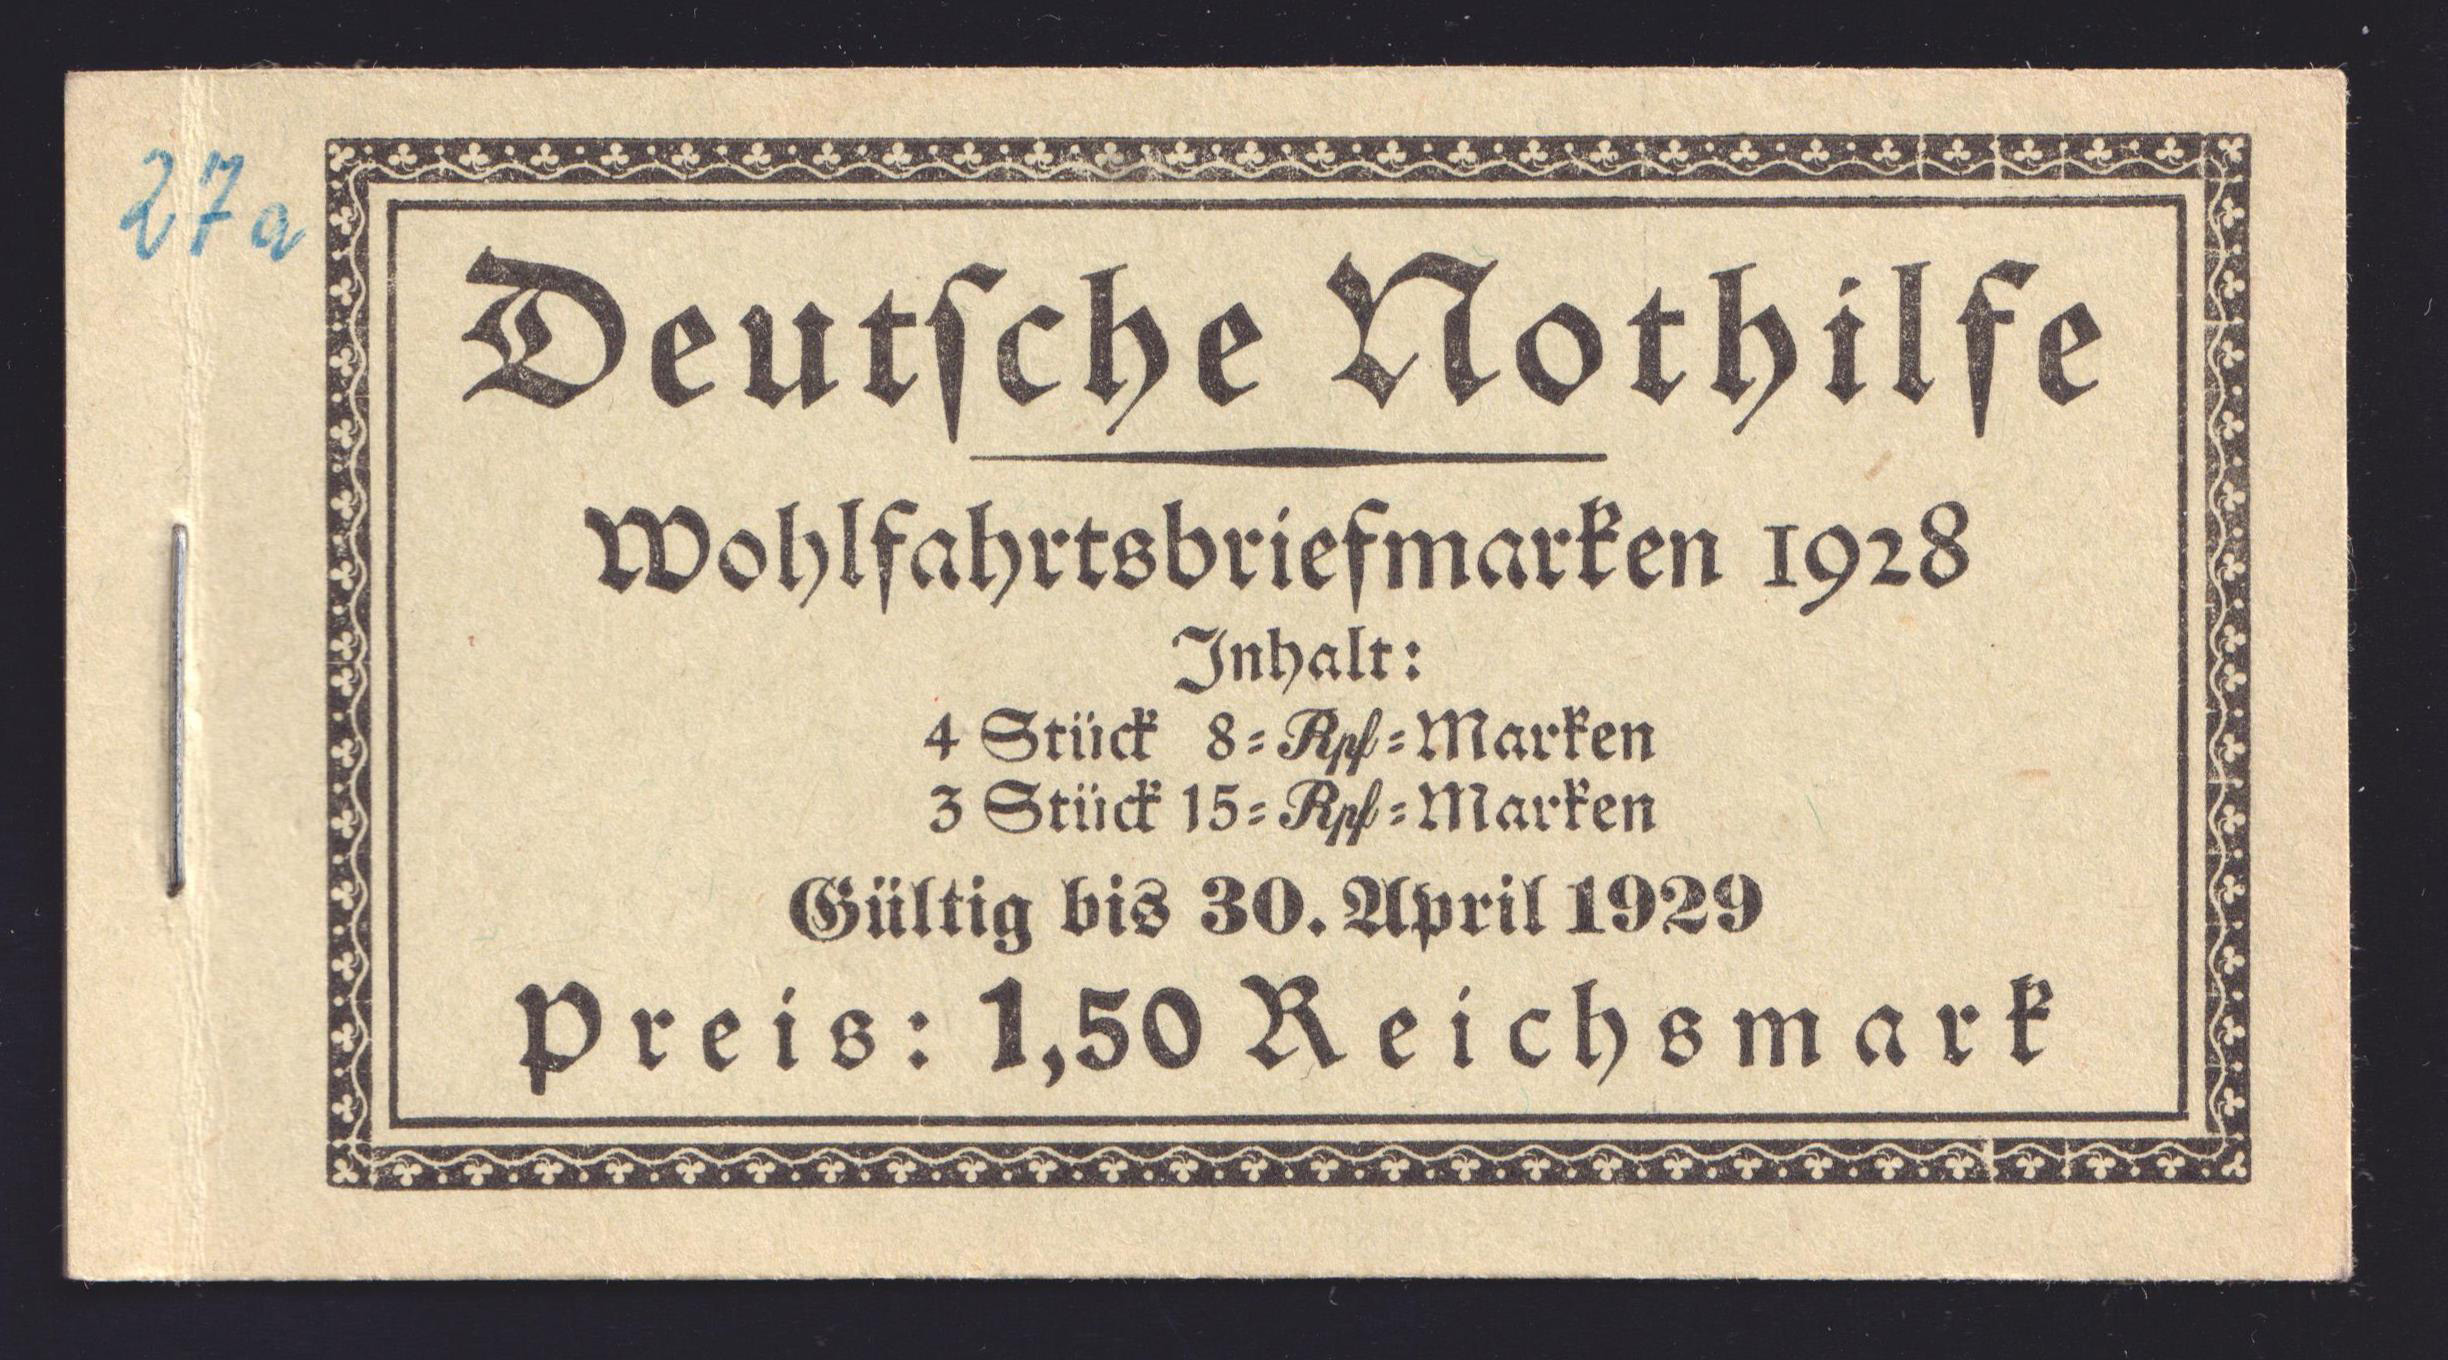 27a
Deutſche Nothilfe
Wohlfahrtsbriefmarken 1928
Inhalt:
4 Stück 8=Rpf=Marken
3 Stück 15=Rpf=Marken
Gültig bis 30. April 1929
Preis: 1,50 Reichsmark